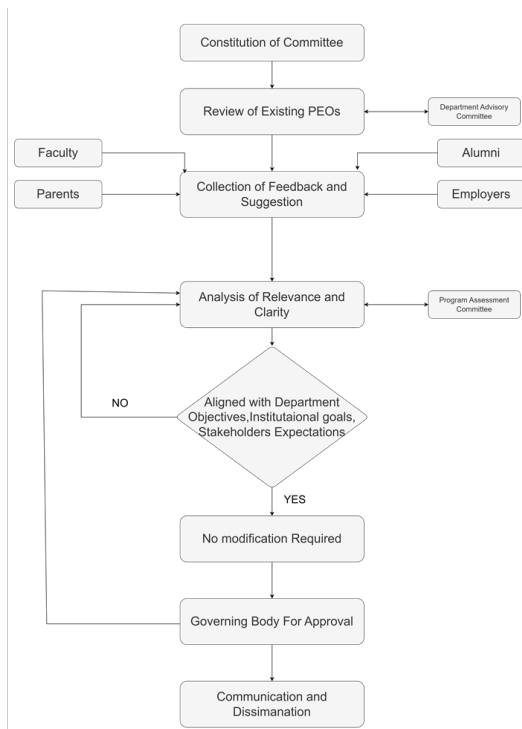 Constitution of Committee
Review of Existing PEOs
Department Advisory
Committee
Faculty
Alumni
Collection of Feedback and
Suggestion
Parents
Employers
Analysis of Relevance and
Clarity
Program Assessment
Committee
NO
Aligned with Department
Objectives,Institutaional goals,
Stakeholders Expectations
YES
No modification Required
Governing Body For Approval
Communication and
Dissimanation